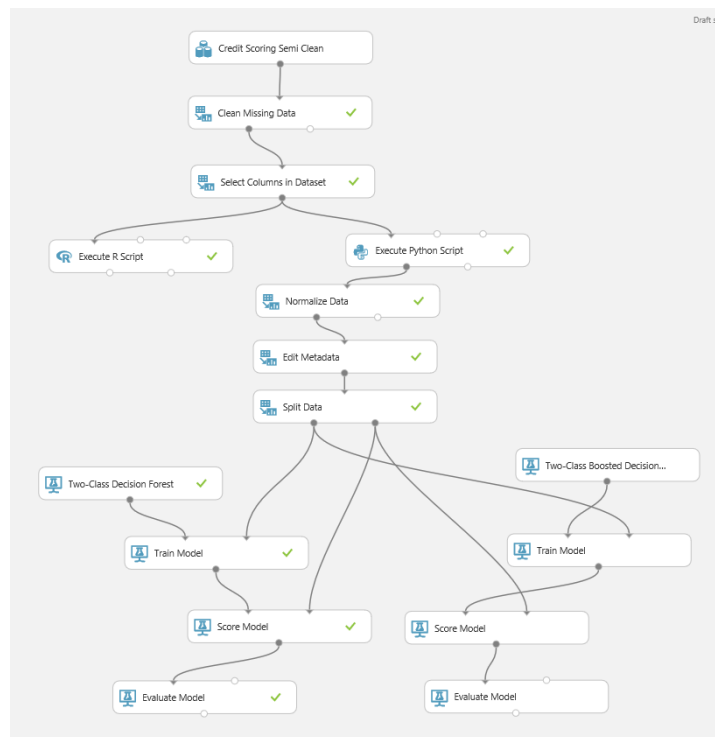 Draft s
Credit Scoring Semi Clean
Clean Missing Data
Select Columns in Dataset
Execute R Script
Execute Python Script
Normalize Data
Edit Metadata
Split Data
Two-Class Decision Forest
Two-Class Boosted Decision...
Train Model
Train Model
Score Model
Score Model
Evaluate Model
Evaluate Model